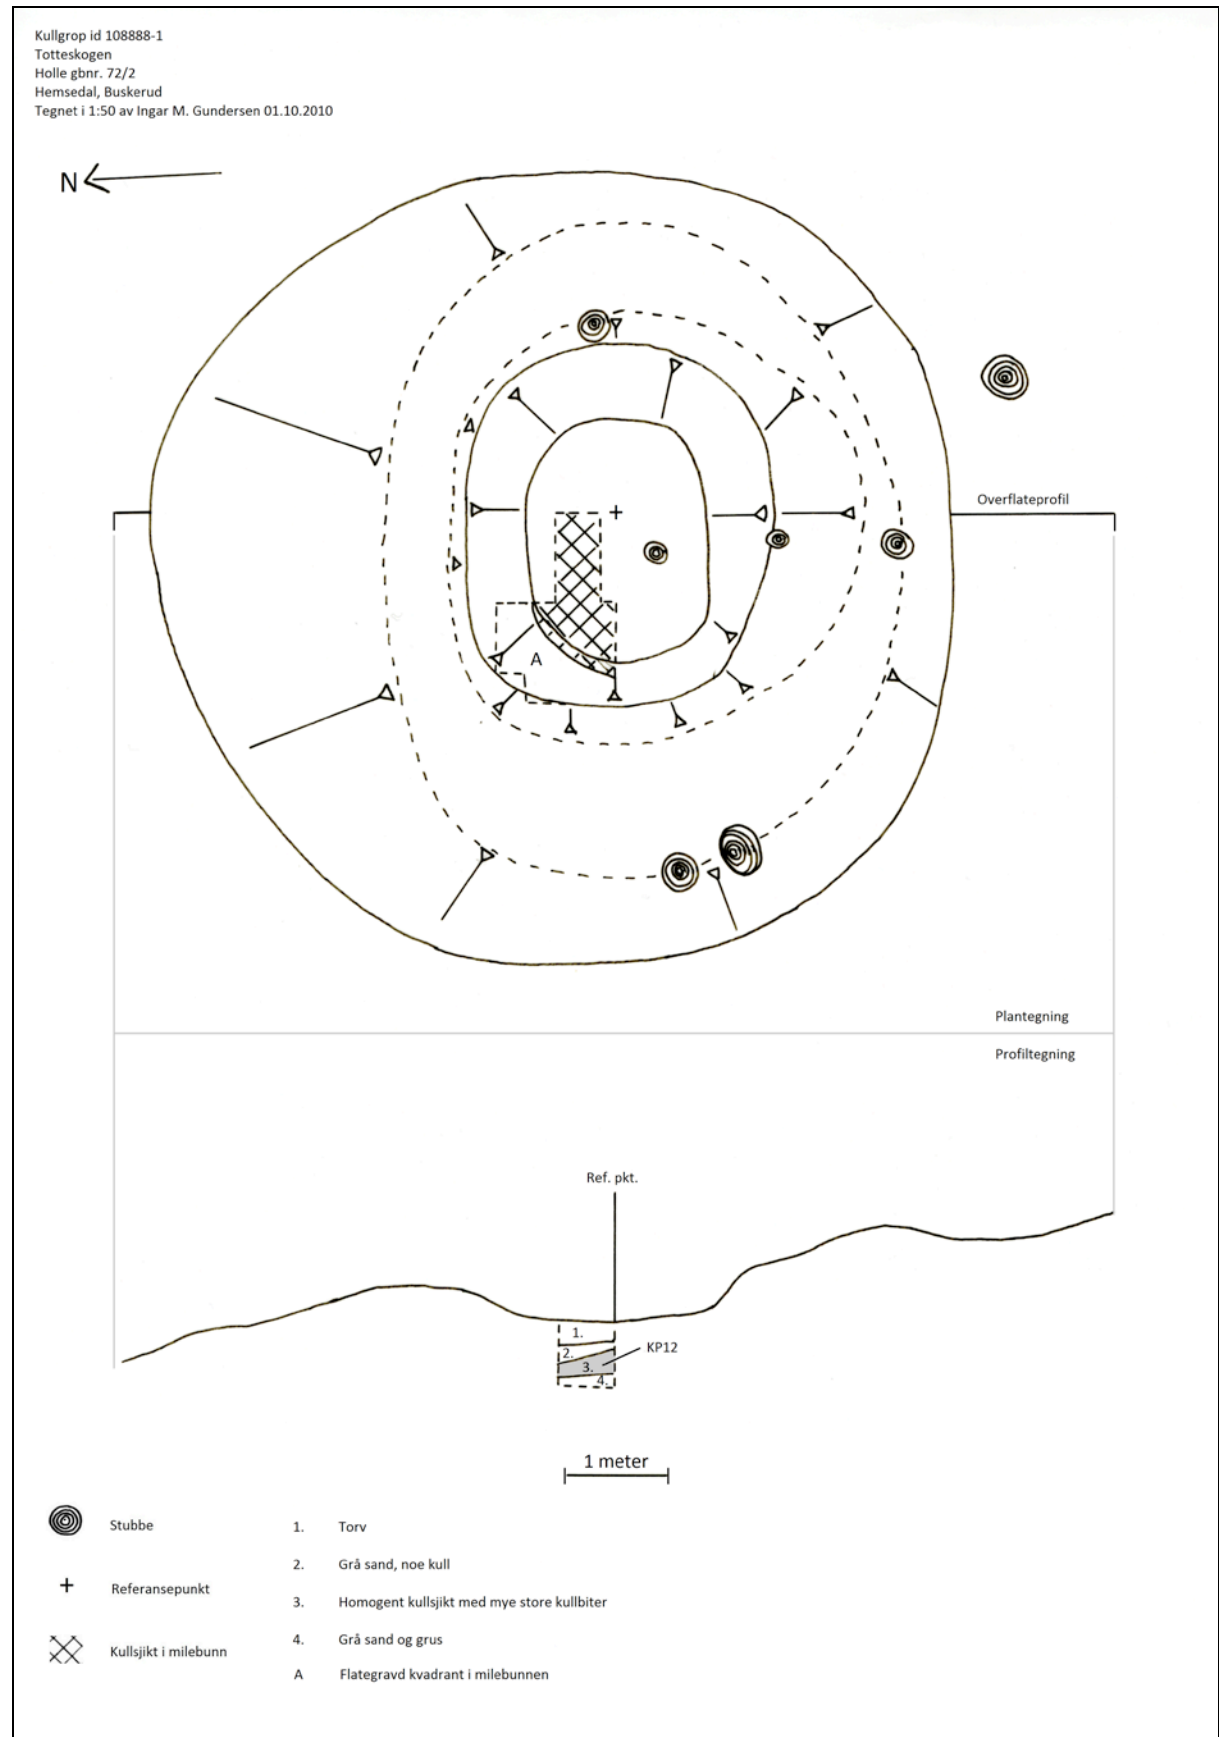 Kullgrop id 108888-1
Totteskogen
Holle gbnr. 72/2
Hemsedal, Buskerud
Tegnet i 1:50 av Ingar M. Gundersen 01.10.2010
N
Overflateprofil
A
Plantegning
Profiltegning
Ref. pkt.
1.
2.
KP12
3.
4.
1 meter
Stubbe
Referansepunkt
Kullsjikt i milebunn
1. Torv
2. Grå sand, noe kull
3. Homogent kullsjikt med mye store kullbiter
4. Grå sand og grus
A Flategravd kvadrant i milebunnen